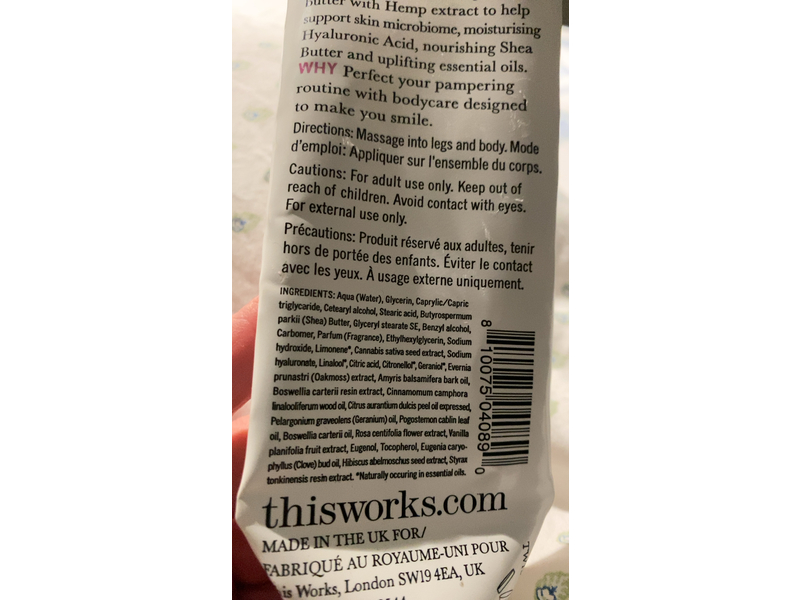 Butter with Hemp extract to help
support skin microbiome, moisturising
Hyaluronic Acid, nourishing Shea
Butter and uplifting essential oils.
WHY Perfect your pampering
routine with bodycare designed
to make you smile.
Directions: Massage into legs and body. Mode
d'emploi: Appliquer sur l'ensemble du corps.
Cautions: For adult use only. Keep out of
reach of children. Avoid contact with eyes.
For external use only.
Précautions: Produit réservé aux adultes, tenir
hors de portée des enfants. Éviter le contact
avec les yeux. À usage externe uniquement.
INGREDIENTS: Aqua (Water), Glycerin, Caprylic/Capric
triglycaride, Cetearyl alcohol, Stearic acid, Butyrospermum
parkii (Shea) Butter, Glyceryl stearate SE, Benzyl alcohol,
Carbomer, Parfum (Fragrance), Ethylhexylglycerin, Sodium
hydroxide, Limonene*, Cannabis sativa seed extract, Sodium
hyaluronate, Linalool*, Citric acid, Citronellol*, Geraniol*, Evernia
prunastri (Oakmoss) extract, Amyris balsamifera bark oil,
Boswellia carterii resin extract, Cinnamomum camphora
linalooliferum wood oil, Citrus aurantium dulcis peel oil expressed,
Pelargonium graveolens (Geranium) oil, Pogostemon cablin leaf
oil, Boswellia carterii oil, Rosa centifolia flower extract, Vanilla
planifolia fruit extract, Eugenol, Tocopherol, Eugenia caryo-
phyllus (Clove) bud oil, Hibiscus abelmoschus seed extract, Styrax
tonkinensis resin extract. *Naturally occuring in essential oils.
8 10075 04089 0
thisworks.com
MADE IN THE UK FOR/
FABRIQUÉ AU ROYAUME-UNI POUR
is Works, London SW19 4EA, UK